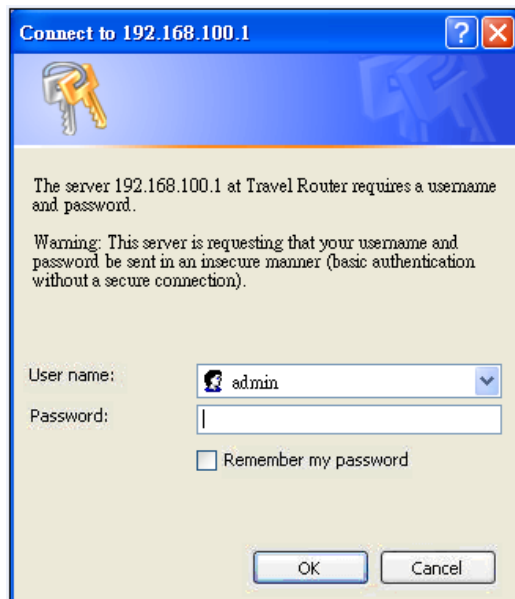 Connect to 192.168.100.1
?
The server 192.168.100.1 at Travel Router requires a username
and password.
Warning: This server is requesting that your username and
password be sent in an insecure manner (basic authentication
without a secure connection).
User name:
admin
Password:
Remember my password
OK
Cancel